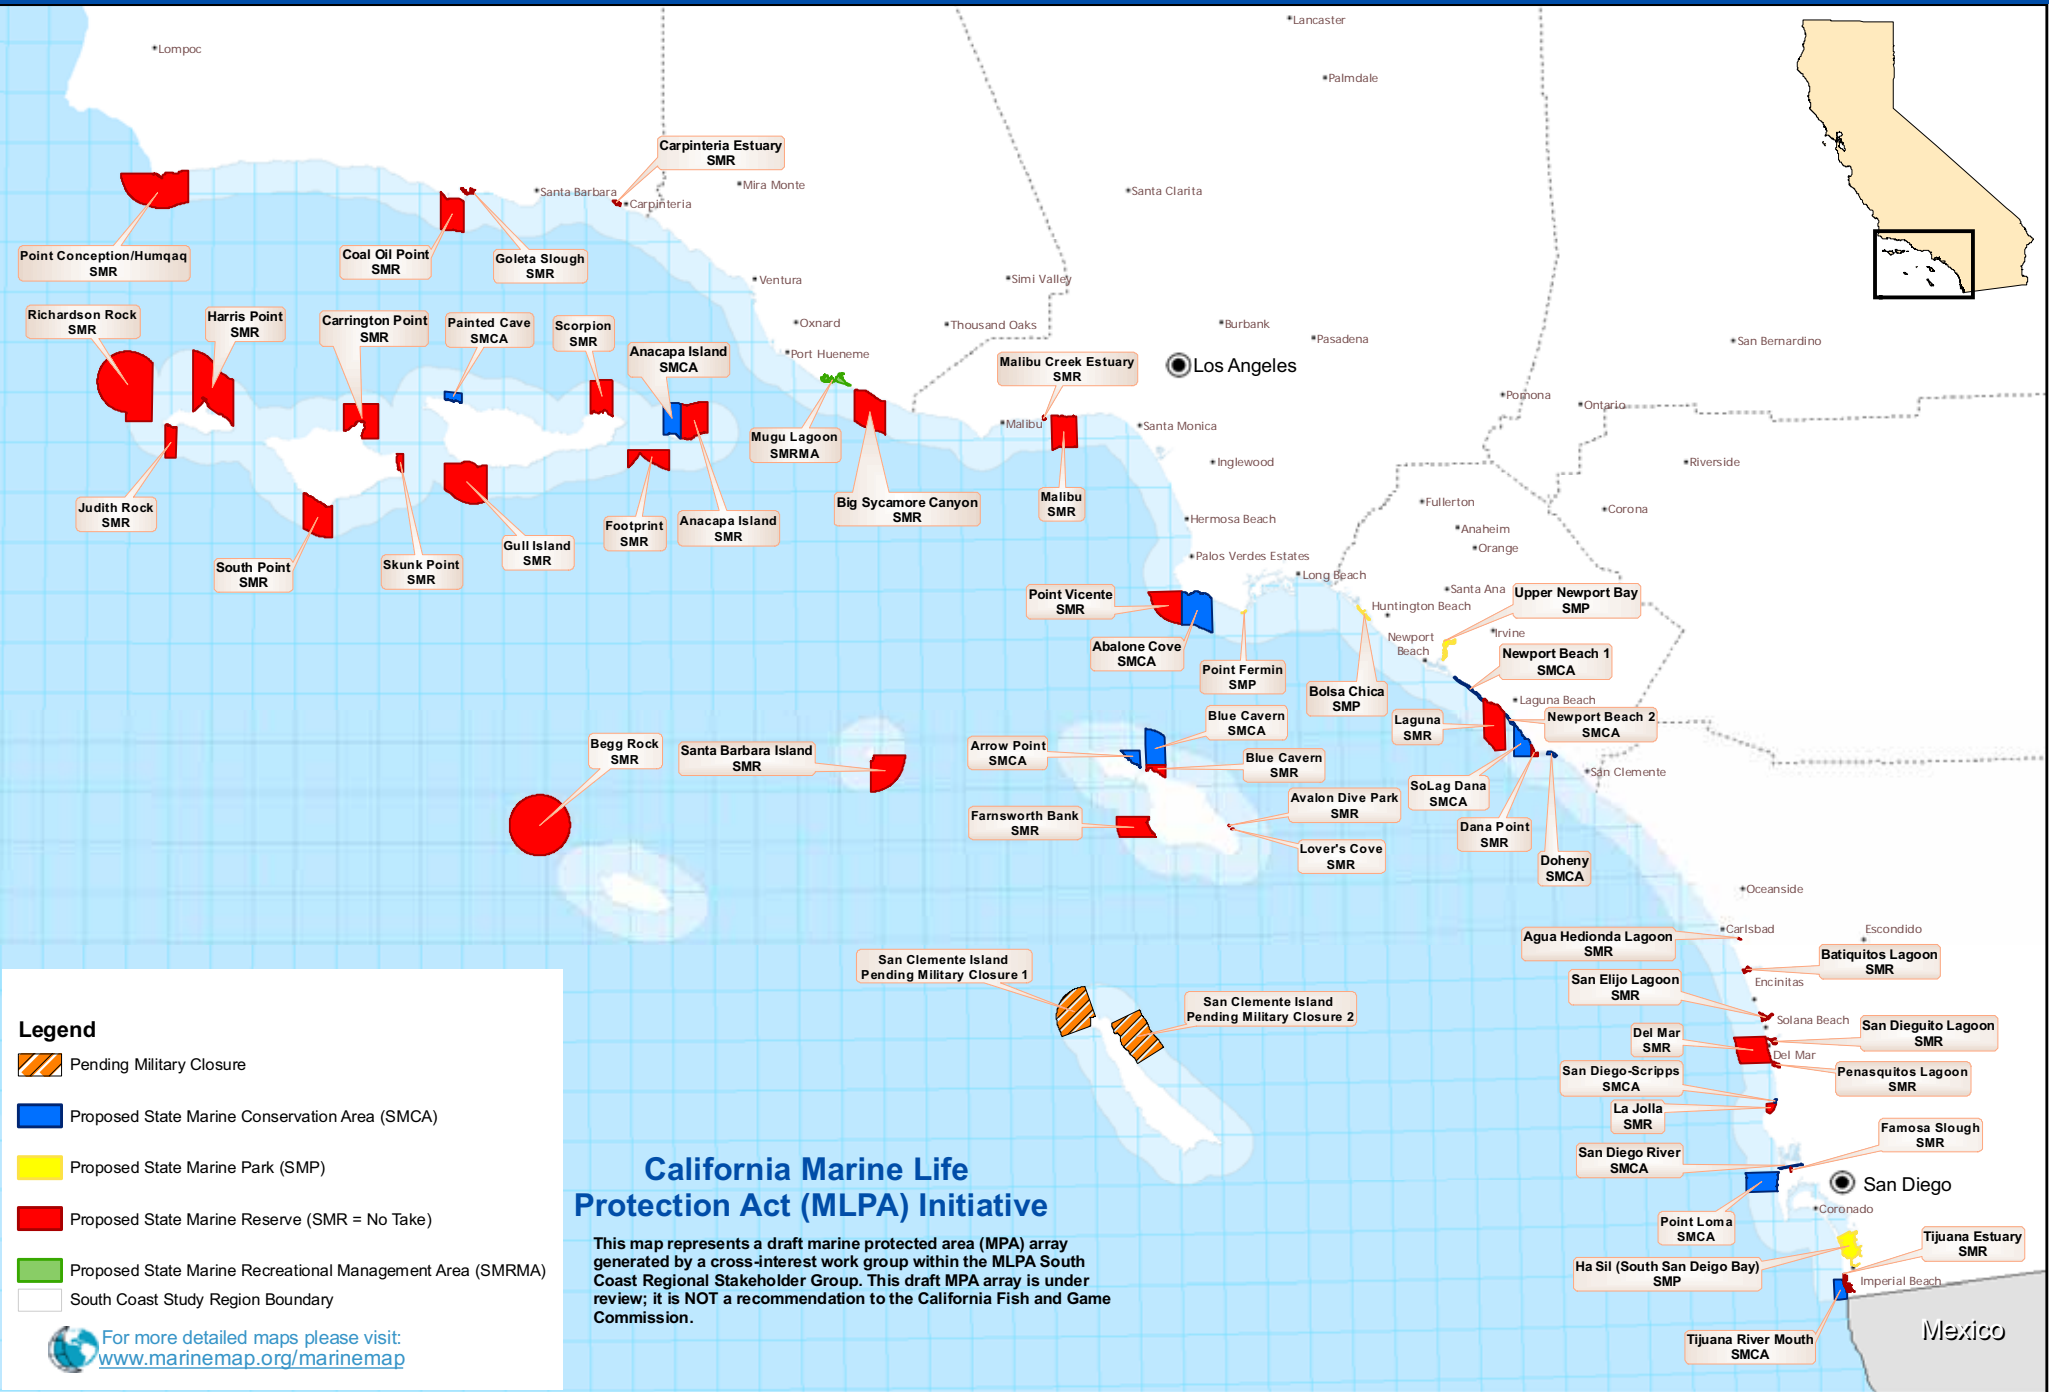 Lancaster
Lompoc
Palmdale
Carpinteria Estuary
SMR
Mira Monte
Santa Barbara
Santa Clarita
Carpinteria
Point Conception/Humqaq
SMR
Coal Oil Point
SMR
Goleta Slough
SMR
Ventura
Simi Valley
Richardson Rock
SMR
Harris Point
SMR
Carrington Point
SMR
Painted Cave
SMCA
Scorpion
SMR
Oxnard
Thousand Oaks
Burbank
Pasadena
San Bernardino
Anacapa Island
SMCA
Port Hueneme
Malibu Creek Estuary
SMR
Los Angeles
Pomona
Ontario
Malibu
Santa Monica
Mugu Lagoon
SMRMA
Inglewood
Riverside
Judith Rock
SMR
Big Sycamore Canyon
SMR
Malibu
SMR
Fullerton
Corona
Hermosa Beach
Anaheim
Footprint
SMR
Anacapa Island
SMR
Orange
South Point
SMR
Skunk Point
SMR
Gull Island
SMR
Palos Verdes Estates
Long Beach
Santa Ana
Point Vicente
SMR
Huntington Beach
Upper Newport Bay
SMP
Irvine
Newport
Beach
Abalone Cove
SMCA
Newport Beach 1
SMCA
Point Fermin
SMP
Bolsa Chica
SMP
Laguna Beach
Laguna
SMR
Newport Beach 2
SMCA
Blue Cavern
SMCA
Begg Rock
SMR
Santa Barbara Island
SMR
Arrow Point
SMCA
Blue Cavern
SMR
San Clemente
SoLag Dana
SMCA
Avalon Dive Park
SMR
Farnsworth Bank
SMR
Dana Point
SMR
Lover's Cove
SMR
Doheny
SMCA
Oceanside
Carlsbad
Escondido
Agua Hedionda Lagoon
SMR
Batiquitos Lagoon
SMR
San Clemente Island
Pending Military Closure 1
San Elijo Lagoon
SMR
Encinitas
San Clemente Island
Pending Military Closure 2
Solana Beach
San Dieguito Lagoon
SMR
Del Mar
SMR
Del Mar
San Diego-Scripps
SMCA
Penasquitos Lagoon
SMR
La Jolla
SMR
Famosa Slough
SMR
San Diego River
SMCA
San Diego
Coronado
Point Loma
SMCA
Tijuana Estuary
SMR
Ha Sil (South San Deigo Bay)
SMP
Imperial Beach
Mexico
Tijuana River Mouth
SMCA
Legend
Pending Military Closure
Proposed State Marine Conservation Area (SMCA)
Proposed State Marine Park (SMP)
Proposed State Marine Reserve (SMR = No Take)
Proposed State Marine Recreational Management Area (SMRMA)
South Coast Study Region Boundary
For more detailed maps please visit:
www.marinemap.org/marinemap
California Marine Life
Protection Act (MLPA) Initiative
This map represents a draft marine protected area (MPA) array
generated by a cross-interest work group within the MLPA South
Coast Regional Stakeholder Group. This draft MPA array is under
review; it is NOT a recommendation to the California Fish and Game
Commission.